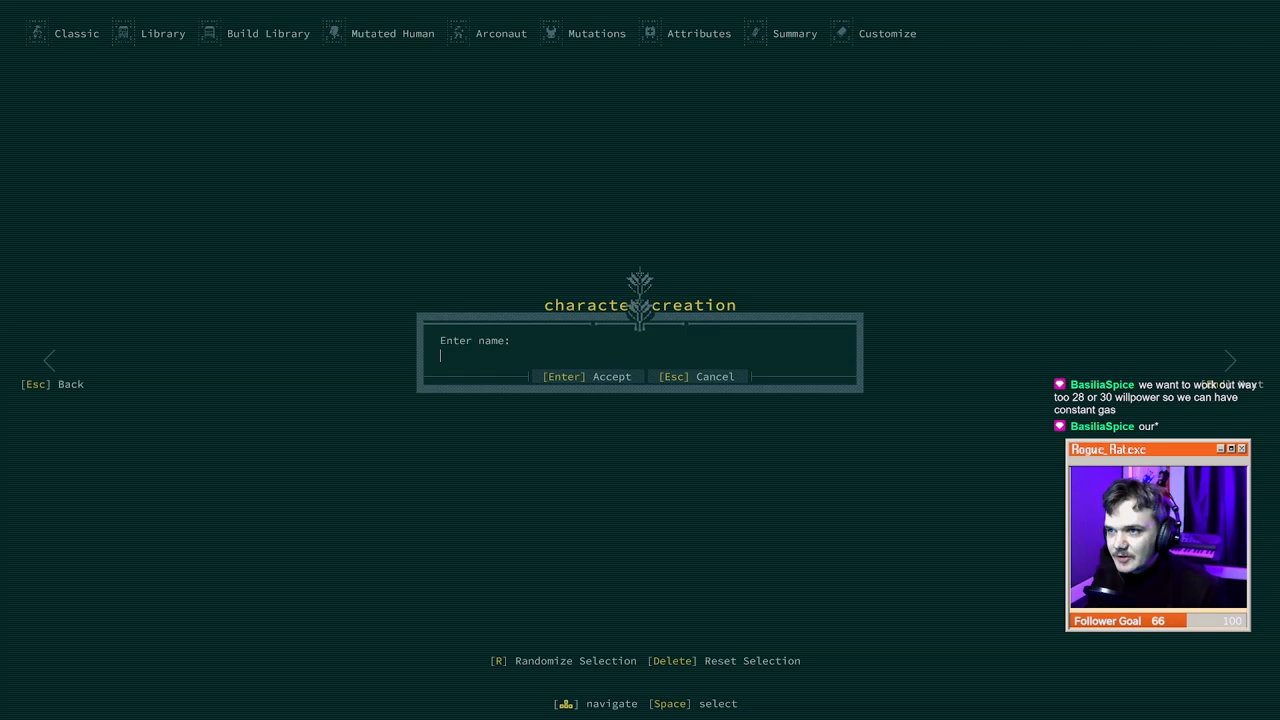 Classic Library Build Library Mutated Human Arconaut Mutations Attributes Summary Customize
character creation
Enter name:
[Enter] Accept [Esc] Cancel
[Esc] Back
BasiliaSpice we want to work out way
too 28 or 30 willpower so we can have
constant gas
BasiliaSpice our*
Rogue_Rat.exe
Follower Goal 66 100
[R] Randomize Selection [Delete] Reset Selection
[] navigate [Space] select